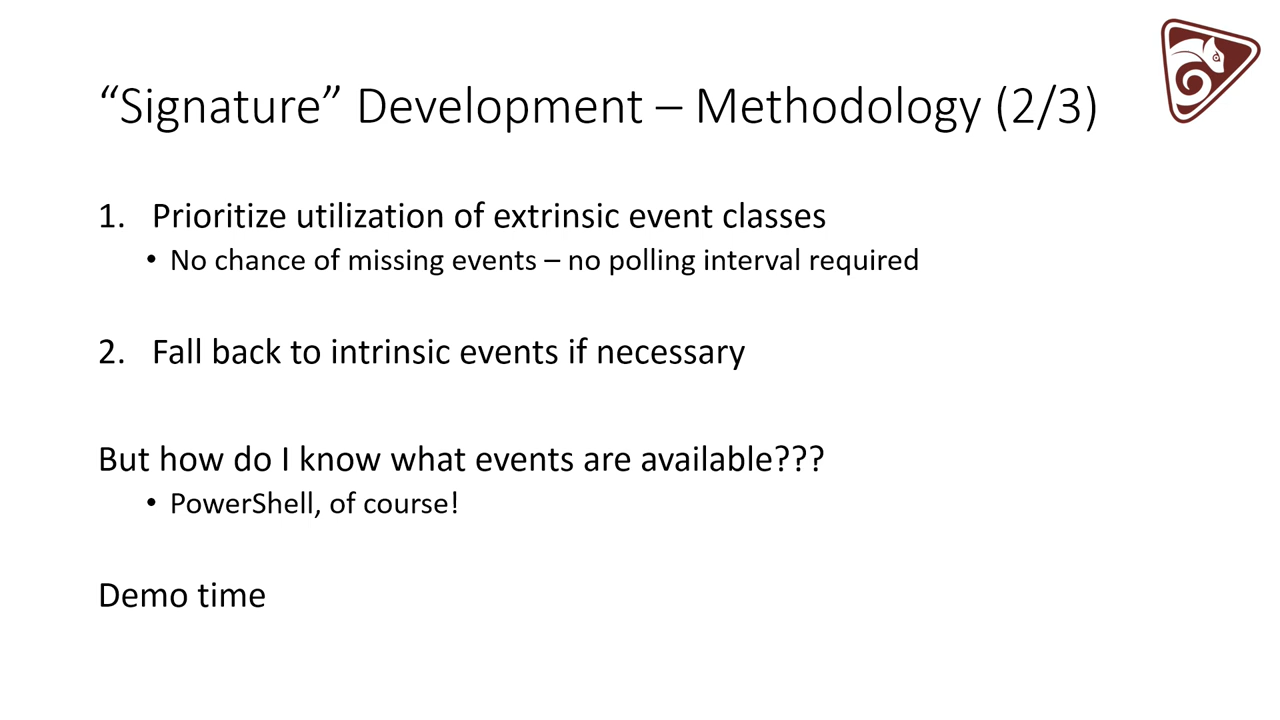 “Signature” Development – Methodology (2/3)
1. Prioritize utilization of extrinsic event classes
• No chance of missing events – no polling interval required
2. Fall back to intrinsic events if necessary
But how do I know what events are available???
• PowerShell, of course!
Demo time